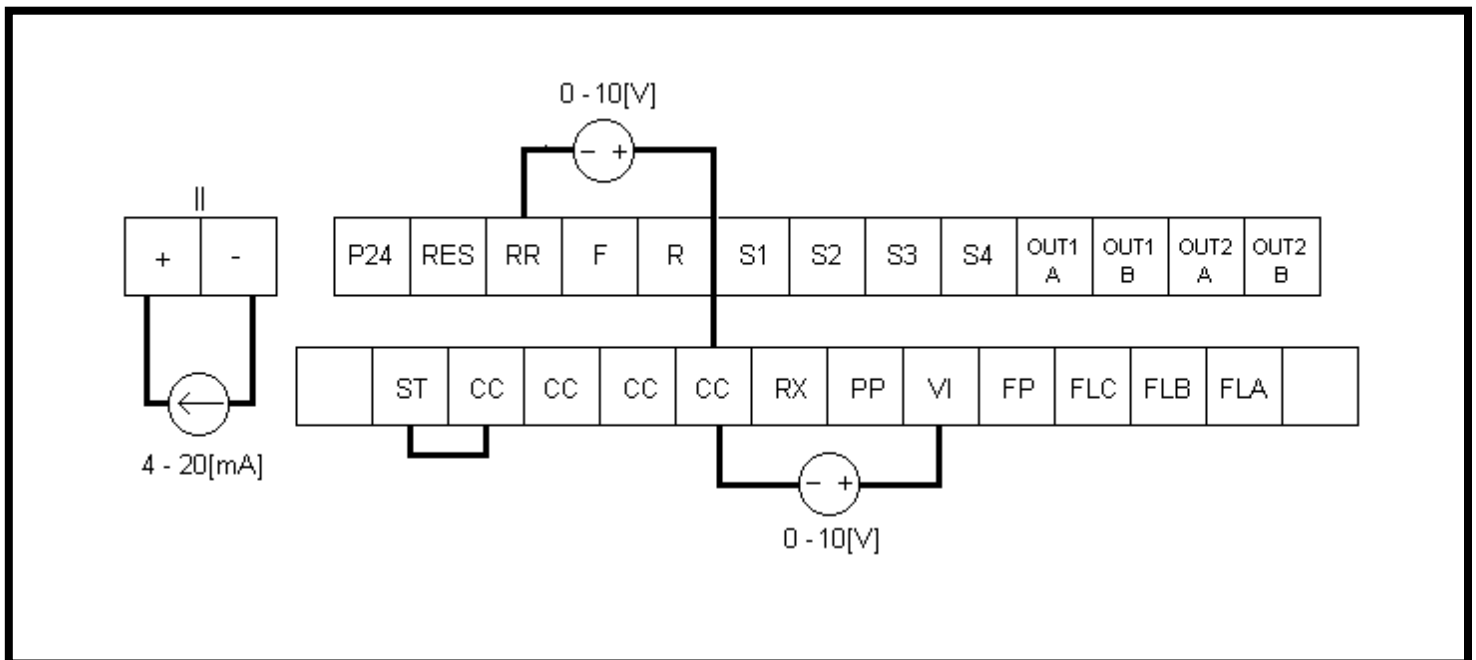 0 - 10[V]
- +
II
+ -
P24 RES RR F R S1 S2 S3 S4 OUT1 A OUT1 B OUT2 A OUT2 B
ST CC CC CC CC RX PP VI FP FLC FLB FLA
4 - 20[mA]
- +
0 - 10[V]